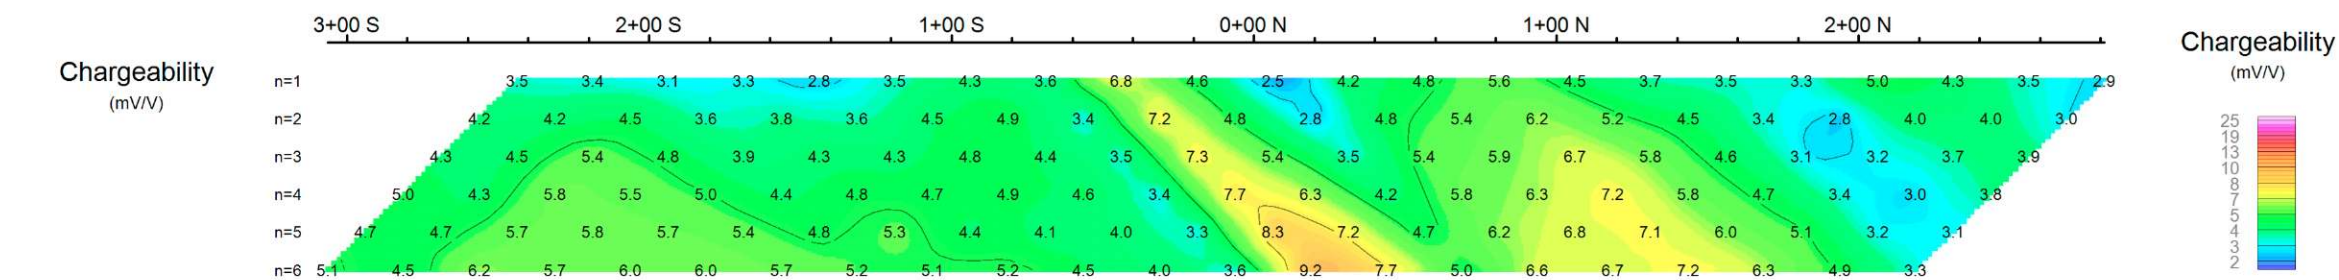 3+00 S 2+00 S 1+00 S 0+00 N 1+00 N 2+00 N
Chargeability
(mV/V)
n=1 3.5 3.4 3.1 3.3 2.8 3.5 4.3 3.6 6.8 4.6 2.5 4.2 4.8 5.6 4.5 3.7 3.5 3.3 5.0 4.3 3.5 2.9
n=2 4.2 4.2 4.5 3.6 3.8 3.6 4.5 4.9 3.4 7.2 4.8 2.8 4.8 5.4 6.2 5.2 4.5 3.4 2.8 4.0 4.0 3.0
n=3 4.3 4.5 5.4 4.8 3.9 4.3 4.3 4.8 4.4 3.5 7.3 5.4 3.5 5.4 5.9 6.7 5.8 4.6 3.1 3.2 3.7 3.9
n=4 5.0 4.3 5.8 5.5 5.0 4.4 4.8 4.7 4.9 4.6 3.4 7.7 6.3 4.2 5.8 6.3 7.2 5.8 4.7 3.4 3.0 3.8
n=5 4.7 4.7 5.7 5.8 5.7 5.4 4.8 5.3 4.4 4.1 4.0 3.3 8.3 7.2 4.7 6.2 6.8 7.1 6.0 5.1 3.2 3.1
n=6 5.1 4.5 6.2 5.7 6.0 6.0 5.7 5.2 5.1 5.2 4.5 4.0 3.6 9.2 7.7 5.0 6.6 6.7 7.2 6.3 4.9 3.3
Chargeability
(mV/V)
25
19
13
10
8
7
5
4
3
2